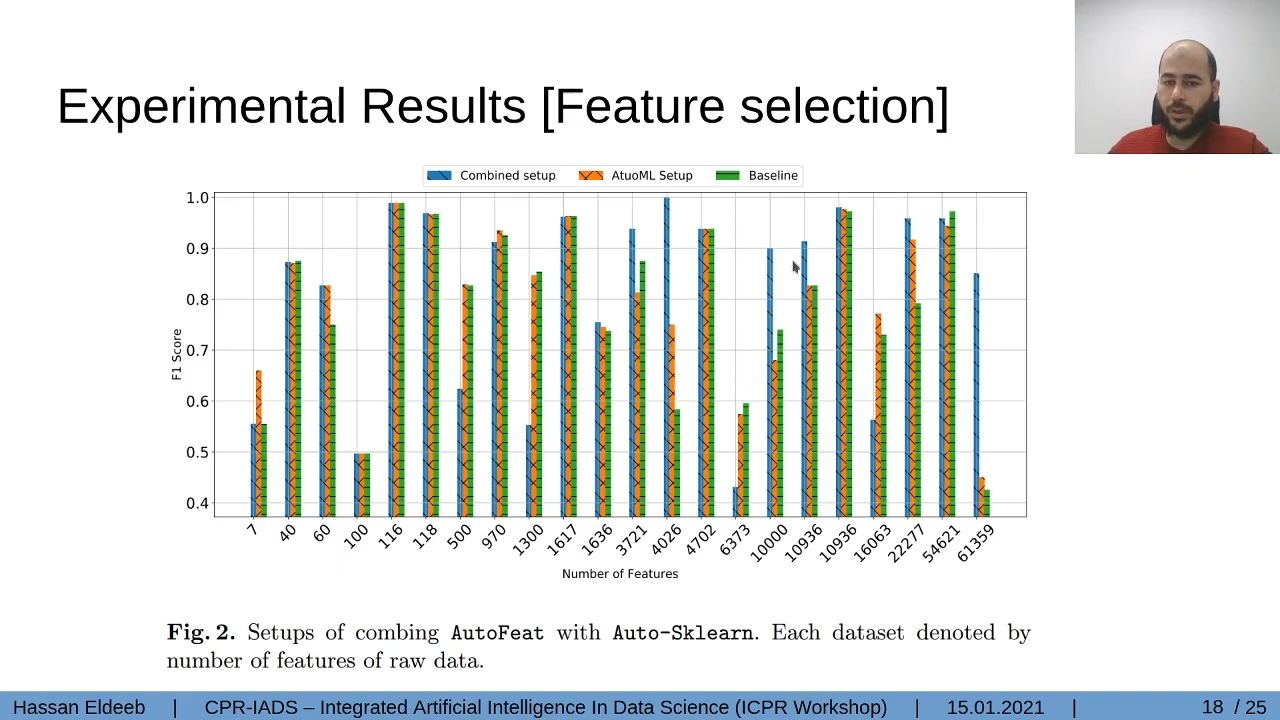 Experimental Results [Feature selection]
Combined setup AtuoML Setup Baseline
1.0
0.9
0.8
0.7
0.6
0.5
0.4
F1 Score
7 40 60 100 116 118 500 970 1300 1617 1636 3721 4026 4702 6373 10000 10936 10936 16063 22277 54621 61359
Number of Features
Fig. 2. Setups of combing AutoFeat with Auto-Sklearn. Each dataset denoted by
number of features of raw data.
Hassan Eldeeb | CPR-IADS – Integrated Artificial Intelligence In Data Science (ICPR Workshop) | 15.01.2021 | 18 / 25